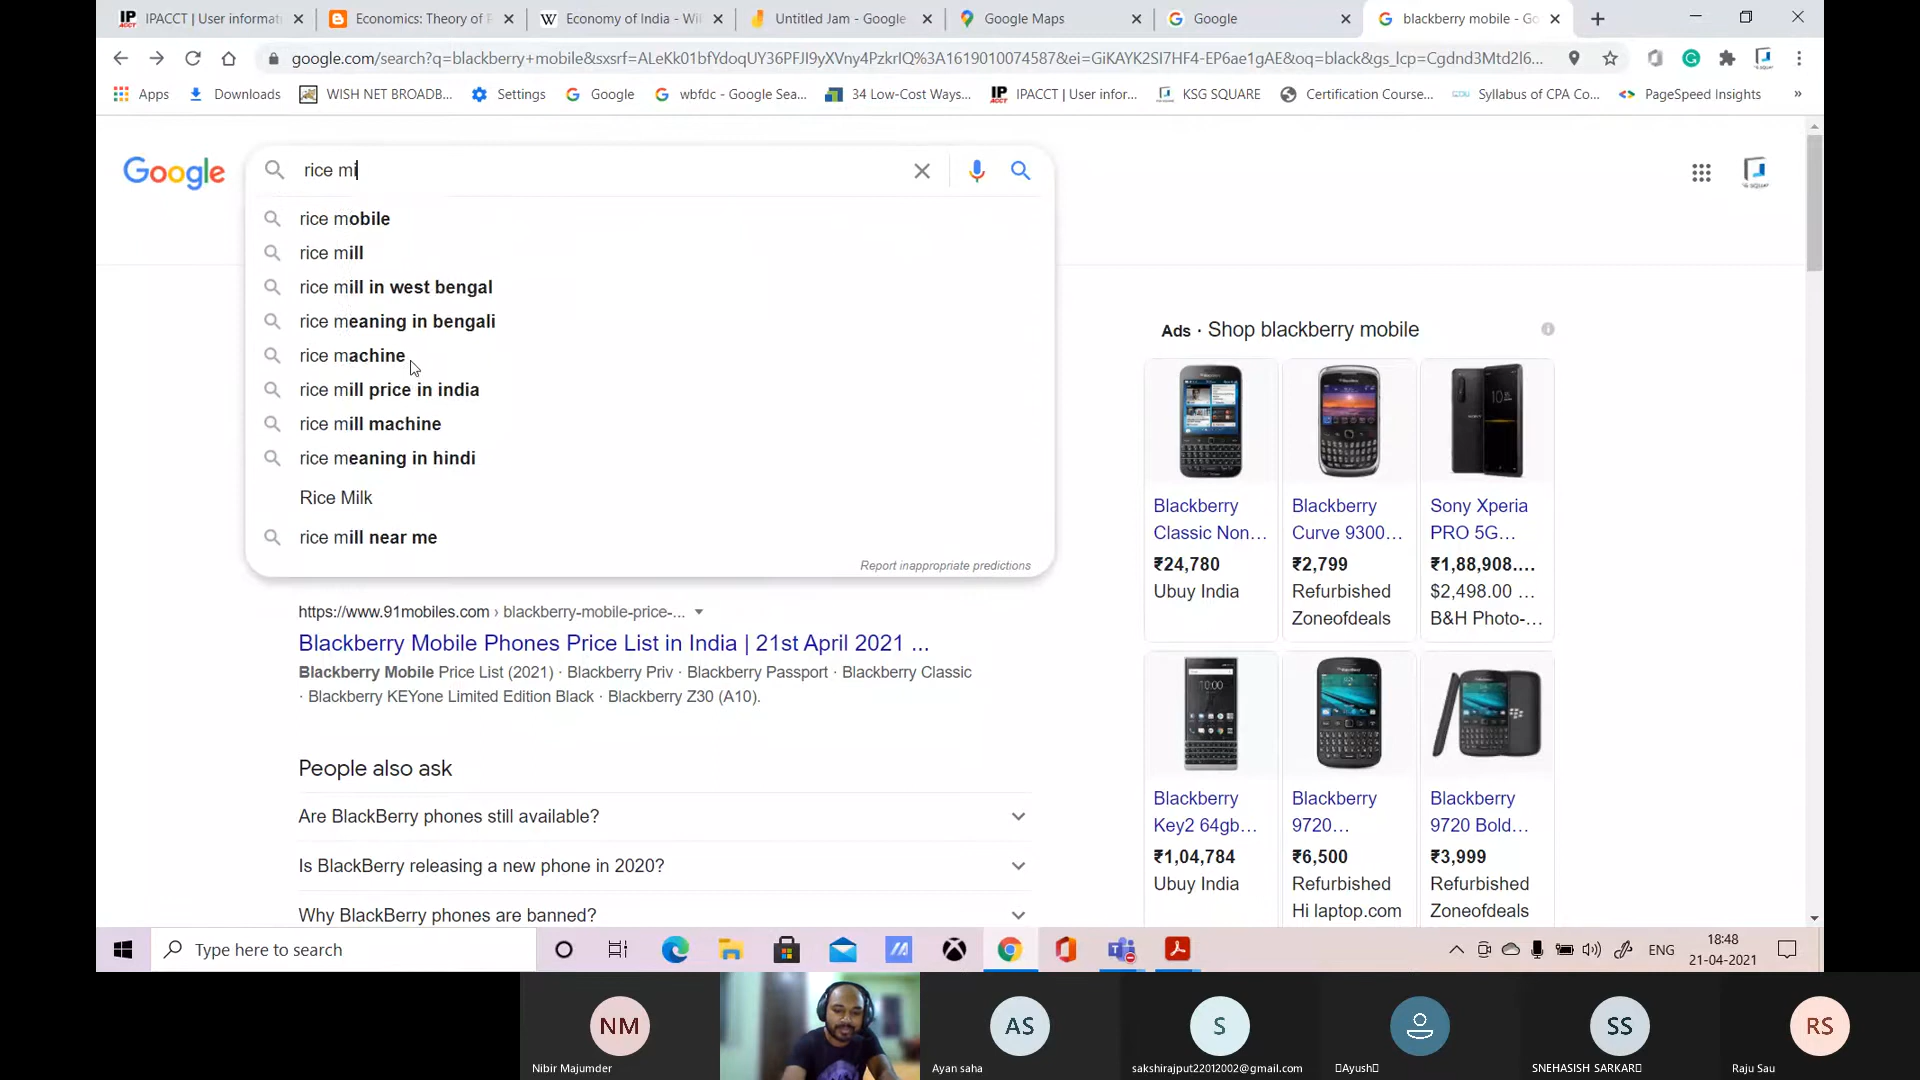 IPACCT | User informati
Economics: Theory of R
Economy of India - Wi
Untitled Jam - Google
Google Maps
Google
blackberry mobile - Go
google.com/search?q=blackberry+mobile&sxsrf=ALeKk01bfYdoqUY36PFJl9yXVny4PzkrIQ%3A1619010074587&ei=GiKAYK2SI7HF4-EP6ae1gAE&oq=black&gs_lcp=Cgdnd3Mtd2l6...
Apps
Downloads
WISH NET BROADB...
Settings
Google
wbfdc - Google Sea...
34 Low-Cost Ways...
IPACCT | User infor...
KSG SQUARE
Certification Course...
Syllabus of CPA Co...
PageSpeed Insights
»
Google
rice mi
rice mobile
rice mill
rice mill in west bengal
rice meaning in bengali
rice machine
rice mill price in india
rice mill machine
rice meaning in hindi
Rice Milk
rice mill near me
Report inappropriate predictions
https://www.91mobiles.com › blackberry-mobile-price-...
Blackberry Mobile Phones Price List in India | 21st April 2021 ...
Blackberry Mobile Price List (2021) · Blackberry Priv · Blackberry Passport · Blackberry Classic
· Blackberry KEYone Limited Edition Black · Blackberry Z30 (A10).
People also ask
Are BlackBerry phones still available?
Is BlackBerry releasing a new phone in 2020?
Why BlackBerry phones are banned?
Ads · Shop blackberry mobile
Blackberry
Classic Non...
₹24,780
Ubuy India
Blackberry
Curve 9300...
₹2,799
Refurbished
Zoneofdeals
Sony Xperia
PRO 5G...
₹1,88,908....
$2,498.00 ...
B&H Photo-...
Blackberry
Key2 64gb...
₹1,04,784
Ubuy India
Blackberry
9720...
₹6,500
Refurbished
Hi laptop.com
Blackberry
9720 Bold...
₹3,999
Refurbished
Zoneofdeals
Type here to search
ENG
18:48
21-04-2021
NM
Nibir Majumder
AS
Ayan saha
S
sakshirajput22012002@gmail.com
Ayush
SS
SNEHASISH SARKAR
RS
Raju Sau